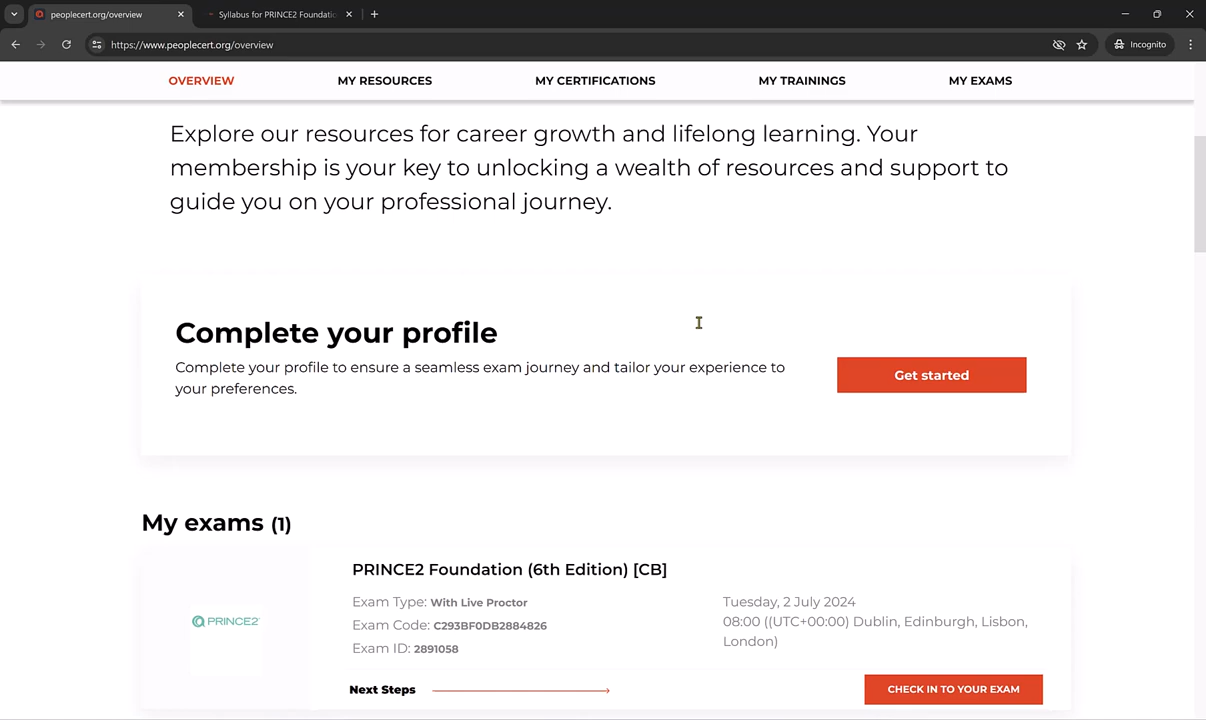 peoplecert.org/overview
Syllabus for PRINCE2 Foundatio
https://www.peoplecert.org/overview
Incognito
OVERVIEW
MY RESOURCES
MY CERTIFICATIONS
MY TRAININGS
MY EXAMS
Explore our resources for career growth and lifelong learning. Your
membership is your key to unlocking a wealth of resources and support to
guide you on your professional journey.
Complete your profile
Complete your profile to ensure a seamless exam journey and tailor your experience to
your preferences.
Get started
My exams (1)
PRINCE2
PRINCE2 Foundation (6th Edition) [CB]
Exam Type: With Live Proctor
Exam Code: C293BF0DB2884826
Exam ID: 2891058
Tuesday, 2 July 2024
08:00 ((UTC+00:00) Dublin, Edinburgh, Lisbon,
London)
Next Steps
CHECK IN TO YOUR EXAM